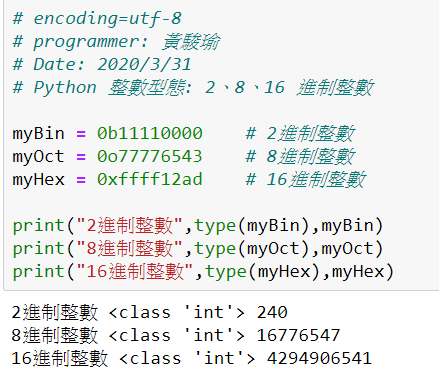 # encoding=utf-8
# programmer: 黃駿瑜
# Date: 2020/3/31
# Python 整數型態: 2、8、16 進制整數
myBin = 0b11110000    # 2進制整數
myOct = 0o77776543    # 8進制整數
myHex = 0xffff12ad    # 16進制整數
print("2進制整數",type(myBin),myBin)
print("8進制整數",type(myOct),myOct)
print("16進制整數",type(myHex),myHex)
2進制整數 <class 'int'> 240
8進制整數 <class 'int'> 16776547
16進制整數 <class 'int'> 4294906541